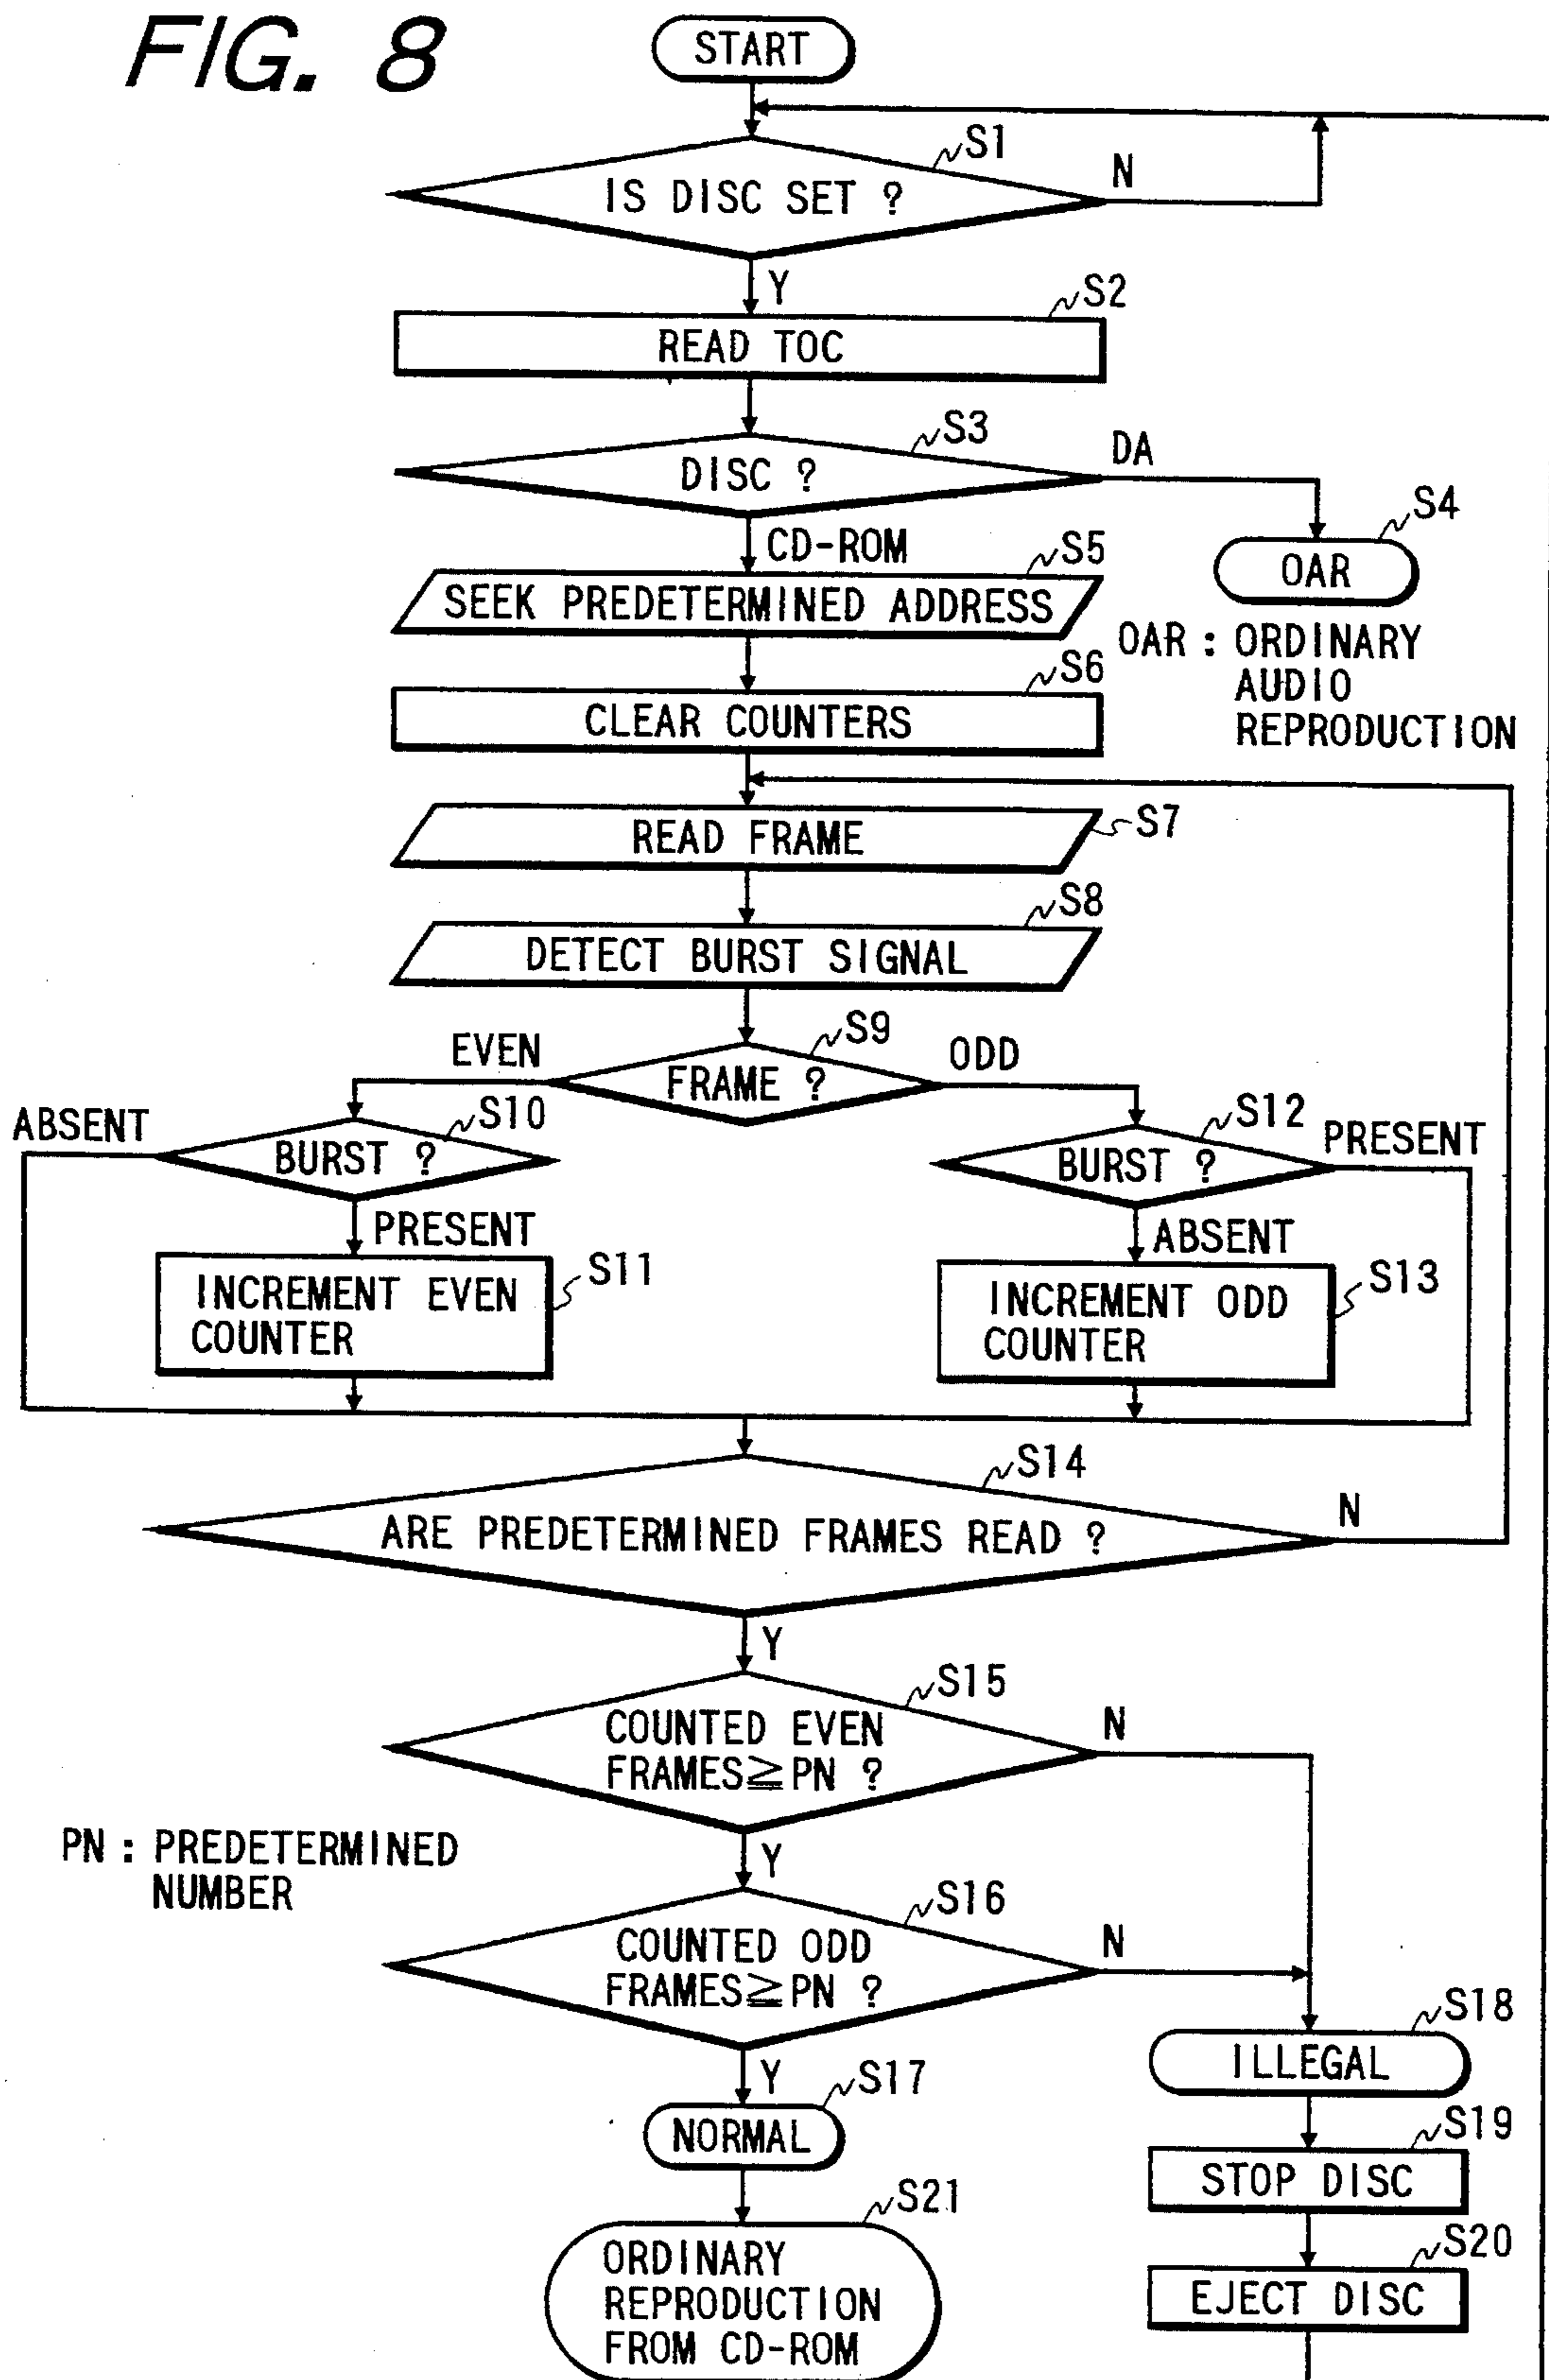 FIG. 8
START
S1
IS DISC SET ?
N
Y
S2
READ TOC
S3
DISC ?
DA
CD-ROM
S4
OAR
OAR : ORDINARY
AUDIO
REPRODUCTION
S5
SEEK PREDETERMINED ADDRESS
S6
CLEAR COUNTERS
S7
READ FRAME
S8
DETECT BURST SIGNAL
S9
FRAME ?
EVEN
ODD
ABSENT
S10
BURST ?
PRESENT
S12
BURST ?
PRESENT
ABSENT
S11
INCREMENT EVEN
COUNTER
S13
INCREMENT ODD
COUNTER
S14
ARE PREDETERMINED FRAMES READ ?
N
Y
S15
COUNTED EVEN
FRAMES≧PN ?
N
Y
PN : PREDETERMINED
NUMBER
S16
COUNTED ODD
FRAMES≧PN ?
N
Y
S17
NORMAL
S18
ILLEGAL
S19
STOP DISC
S20
EJECT DISC
S21
ORDINARY
REPRODUCTION
FROM CD-ROM